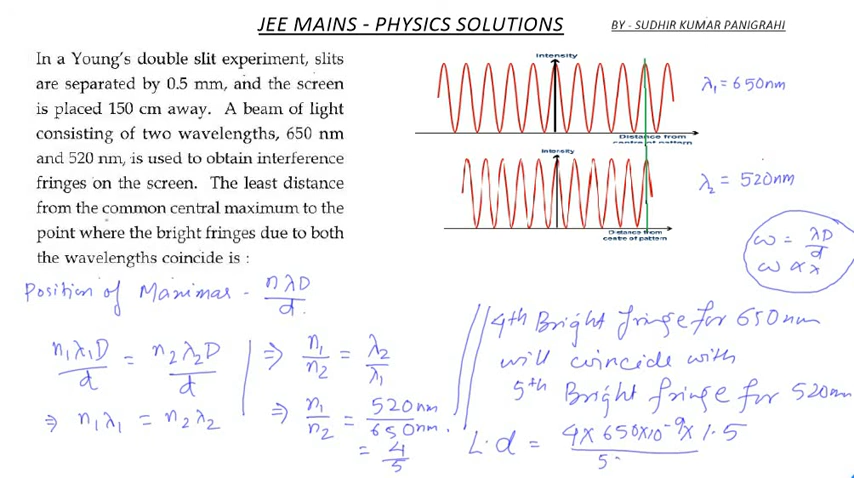 JEE MAINS - PHYSICS SOLUTIONS
BY - SUDHIR KUMAR PANIGRAHI
In a Young's double slit experiment, slits
are separated by 0.5 mm, and the screen
is placed 150 cm away. A beam of light
consisting of two wavelengths, 650 nm
and 520 nm, is used to obtain interference
fringes on the screen. The least distance
from the common central maximum to the
point where the bright fringes due to both
the wavelengths coincide is :
Intensity
λ₁ = 650nm
Distance from
centre of pattern
Intensity
λ₂ = 520nm
Distance from
centre of pattern
ω = λD/d
ω ∝ λ
Position of Maximas - nλD/d.
n₁λ₁D/d = n₂λ₂D/d
⇒ n₁λ₁ = n₂λ₂
⇒ n₁/n₂ = λ₂/λ₁
⇒ n₁/n₂ = 520nm/650nm.
= 4/5
4th Bright fringe for 650nm
will coincide with
5th Bright fringe for 520nm
L.d = 4 × 650×10⁻⁹ × 1.5
5.